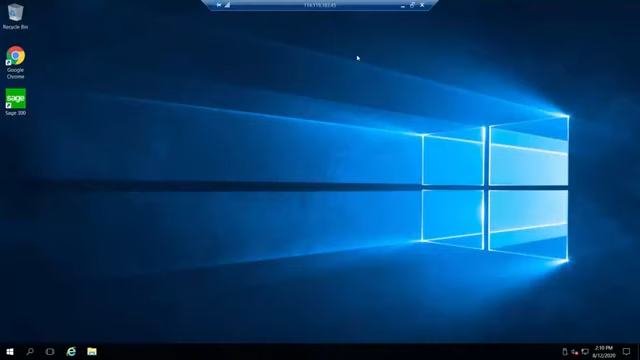 Recycle Bin
Google
Chrome
sage
Sage 300
2:10 PM
8/12/2020